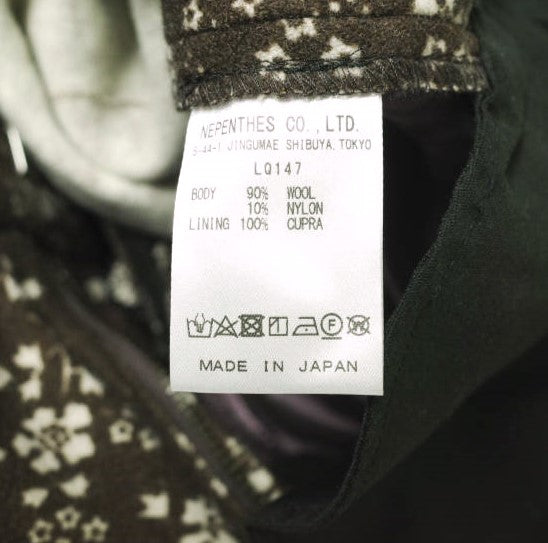 NEPENTHES CO., LTD.
3-44-1 JINGUMAE SHIBUYA, TOKYO
LQ147
BODY 90% WOOL
10% NYLON
LINING 100% CUPRA
F W
MADE IN JAPAN